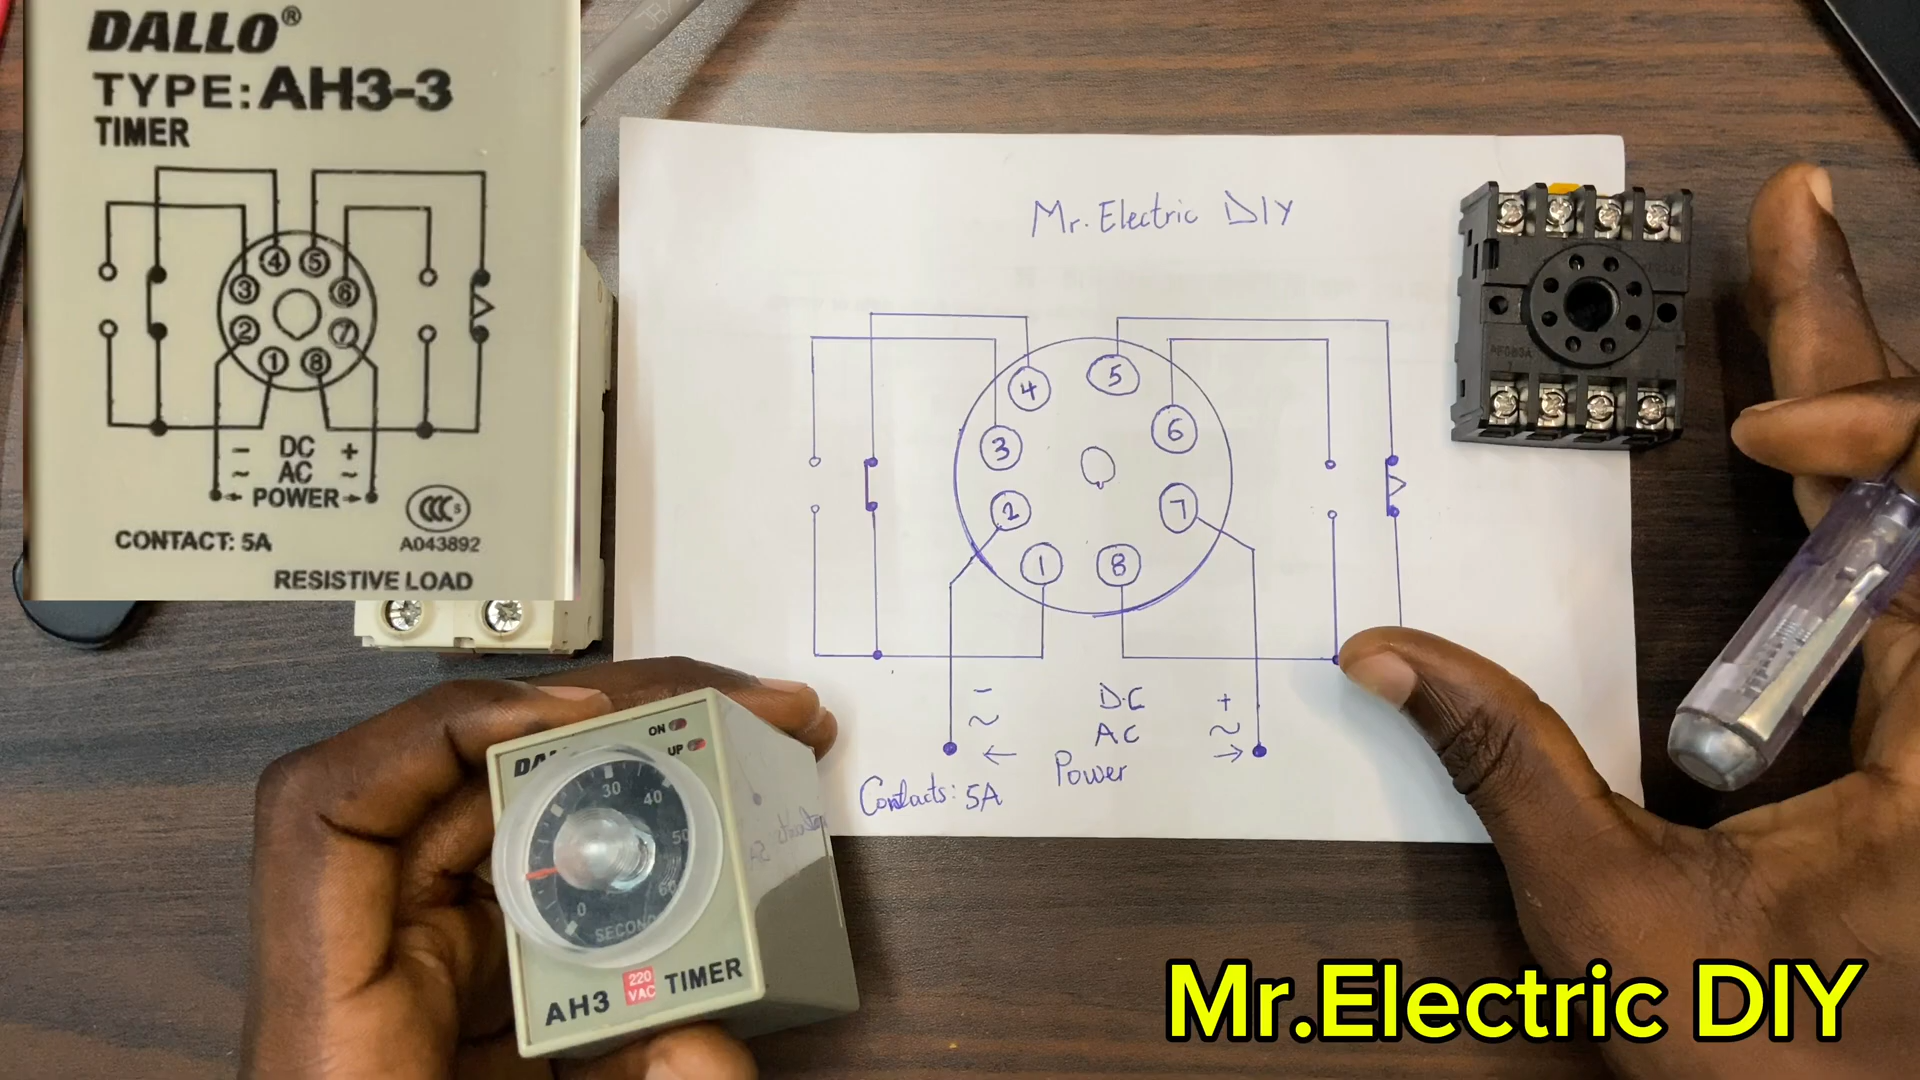 DALLO®
TYPE: AH3-3
TIMER
4 5
3 6
2 7
1 8
- DC +
~ AC ~
POWER
CCC S
CONTACT: 5A
A043892
RESISTIVE LOAD
Mr. Electric DIY
4 5
3 6
2 7
1 8
- D.C +
~ AC ~
← Power →
Contacts: 5A
ON
UP
30
40
50
60
0
AH3 220 VAC TIMER
Mr.Electric DIY